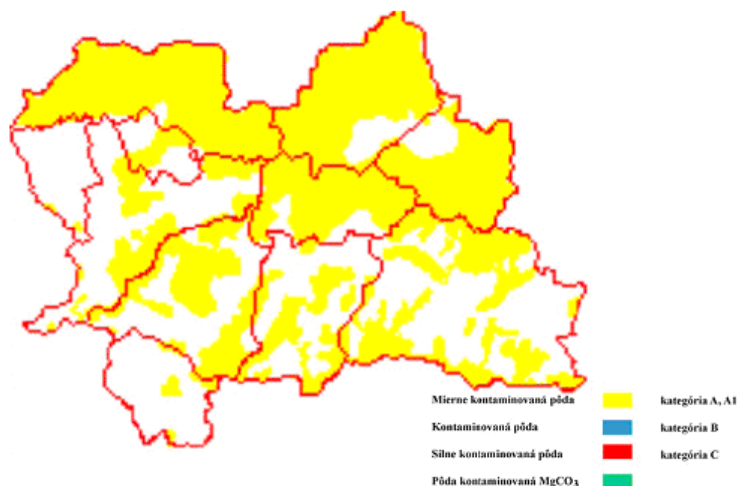 Mierne kontaminovaná pôda kategória A, A1
Kontaminovaná pôda kategória B
Silne kontaminovaná pôda kategória C
Pôda kontaminovaná MgCO3